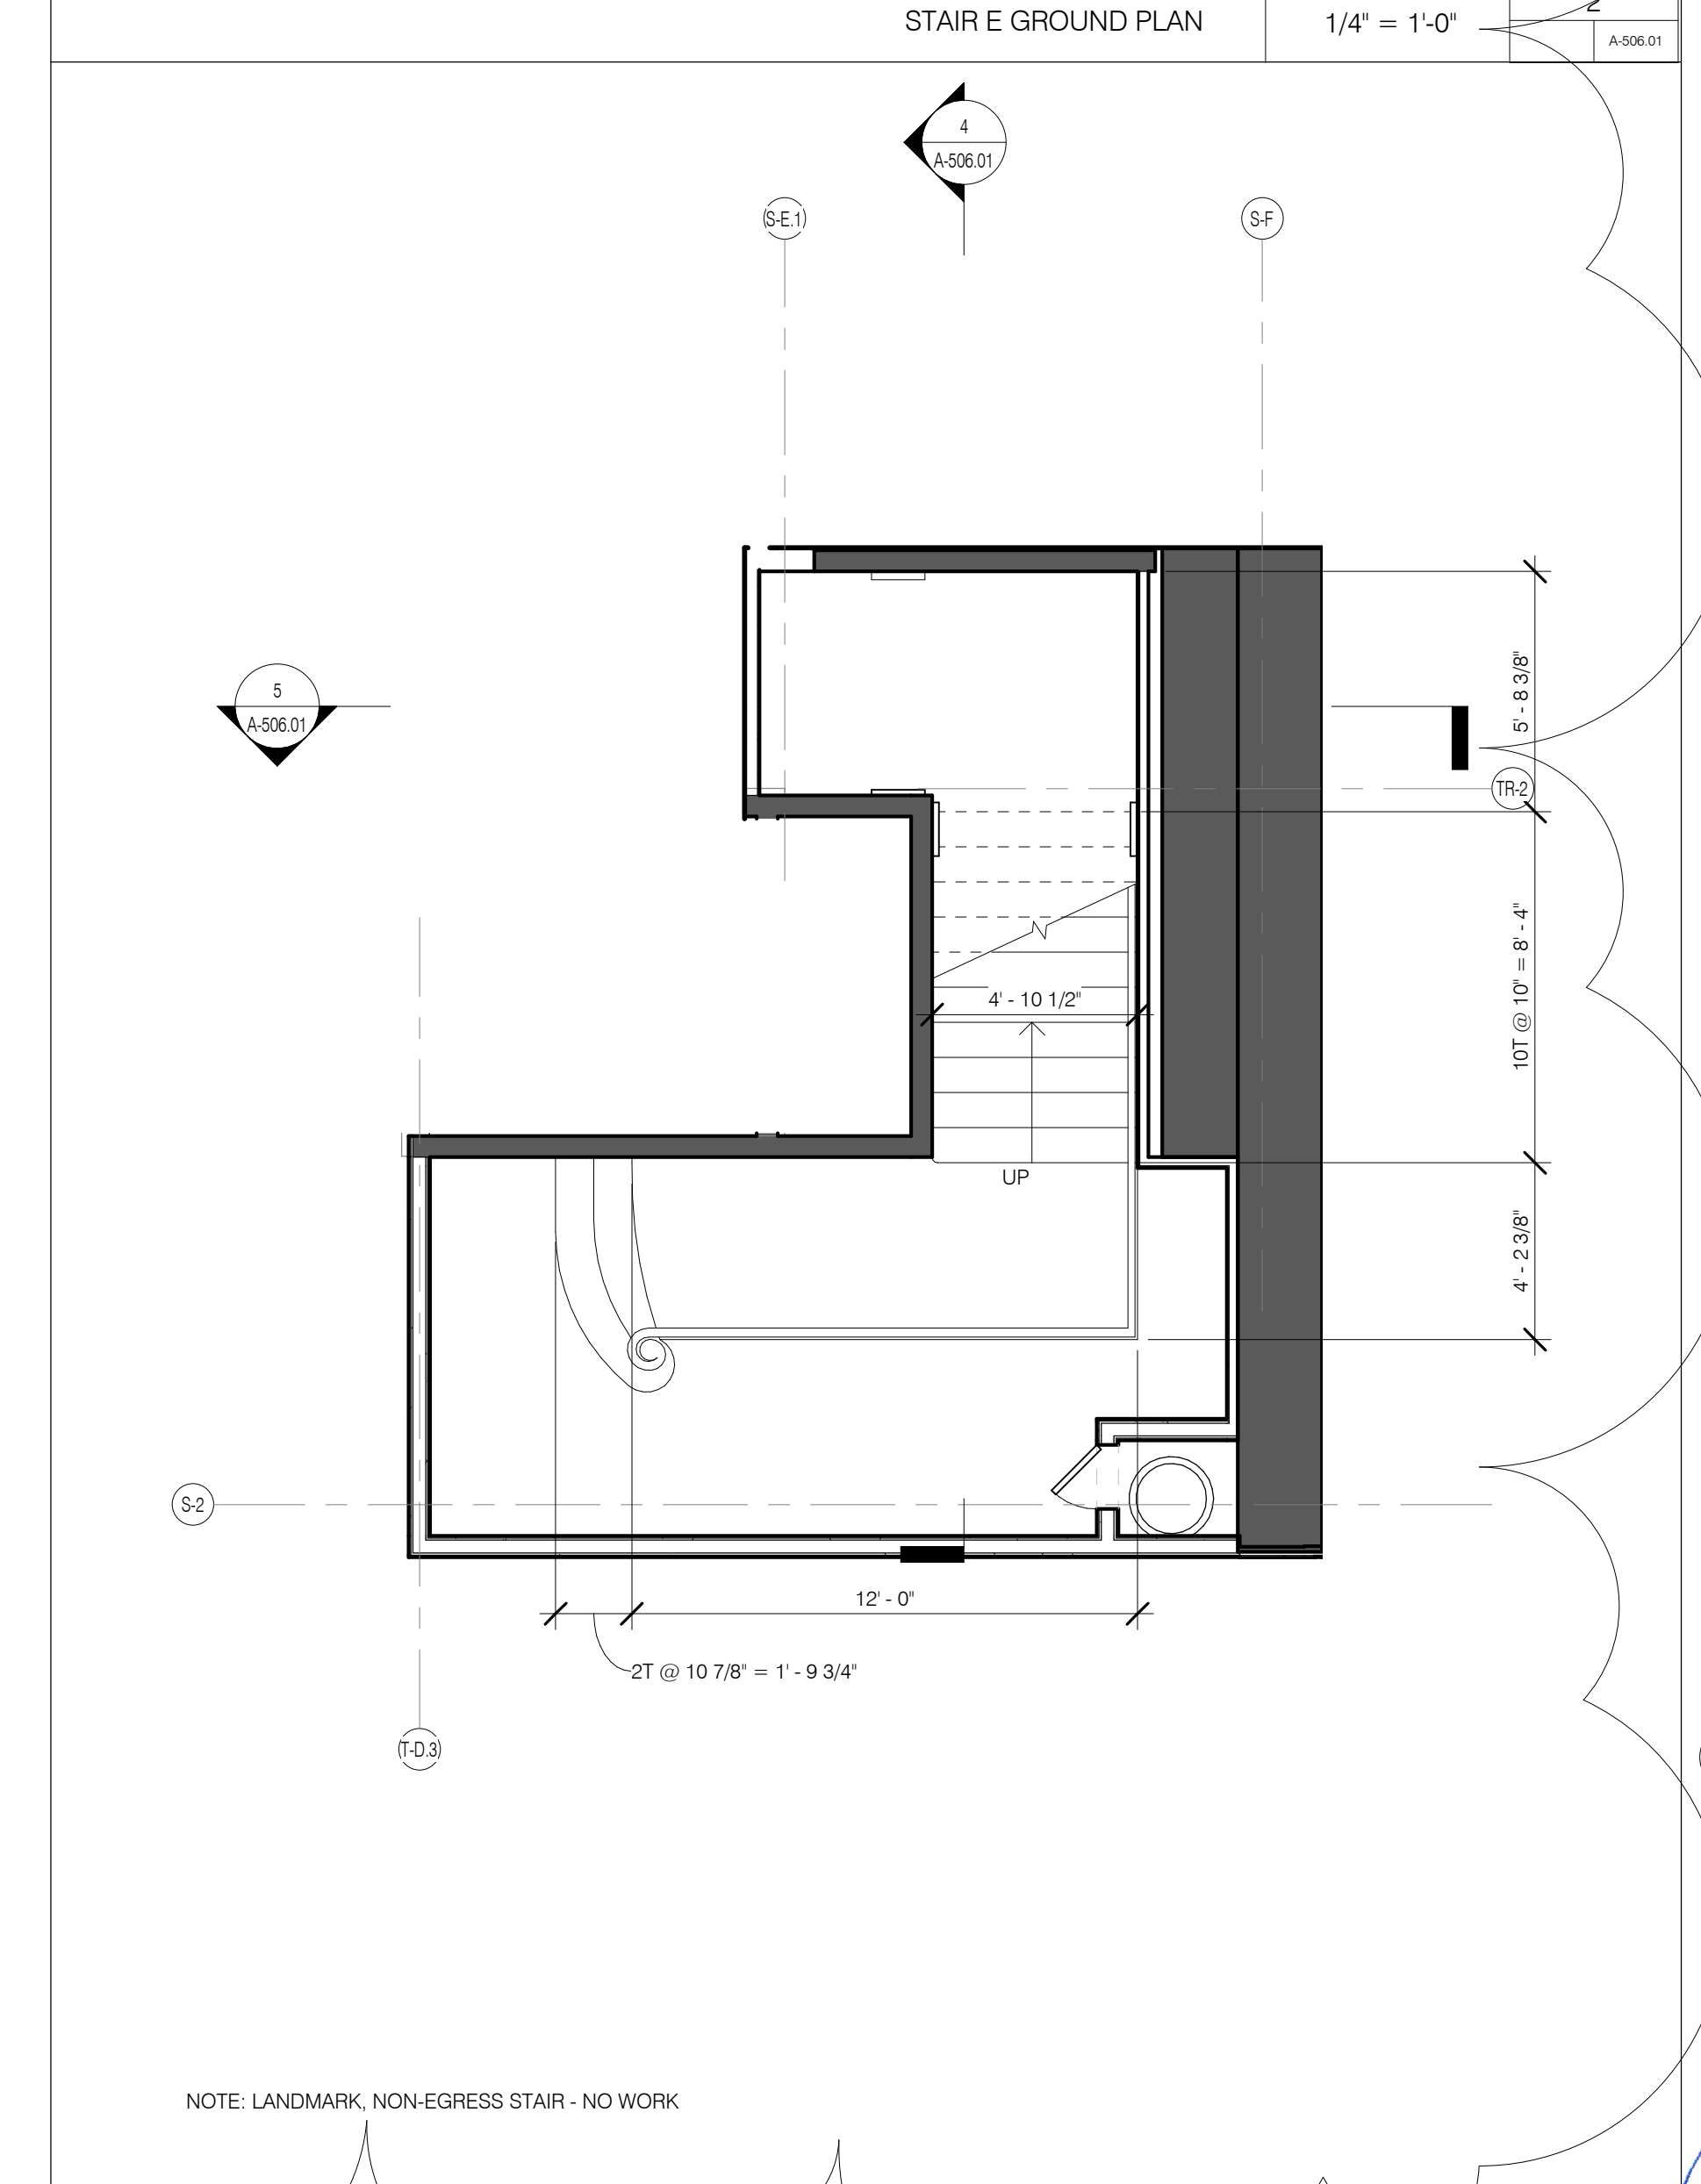 STAIR E GROUND PLAN
1/4" = 1'-0"
2
A-506.01
4
A-506.01
S-E.1
S-F
5
A-506.01
5' - 8 3/8"
TR-2
10T @ 10" = 8' - 4"
4' - 10 1/2"
UP
4' - 2 3/8"
S-2
12' - 0"
2T @ 10 7/8" = 1' - 9 3/4"
T-D.3
NOTE: LANDMARK, NON-EGRESS STAIR - NO WORK